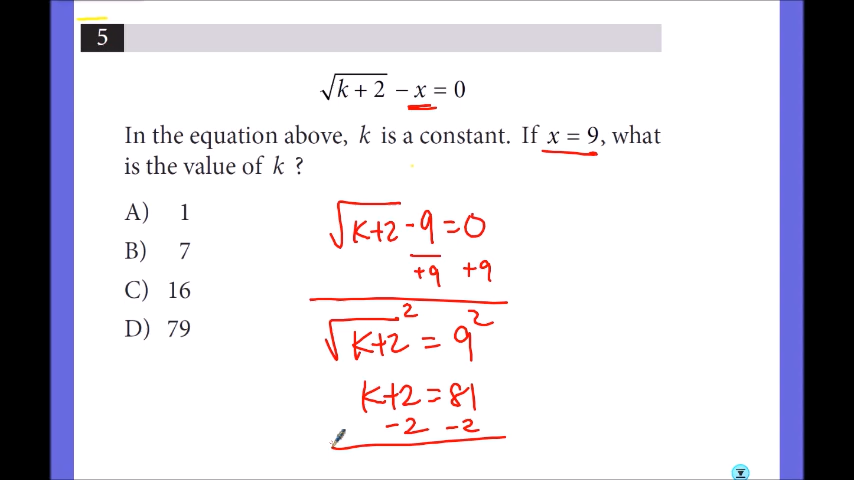 5
√k + 2 − x = 0
In the equation above, k is a constant. If x = 9, what
is the value of k ?
A) 1
B) 7
C) 16
D) 79
√k+2 -9 = 0
+9 +9
√k+2² = 9²
k+2 = 81
-2 -2